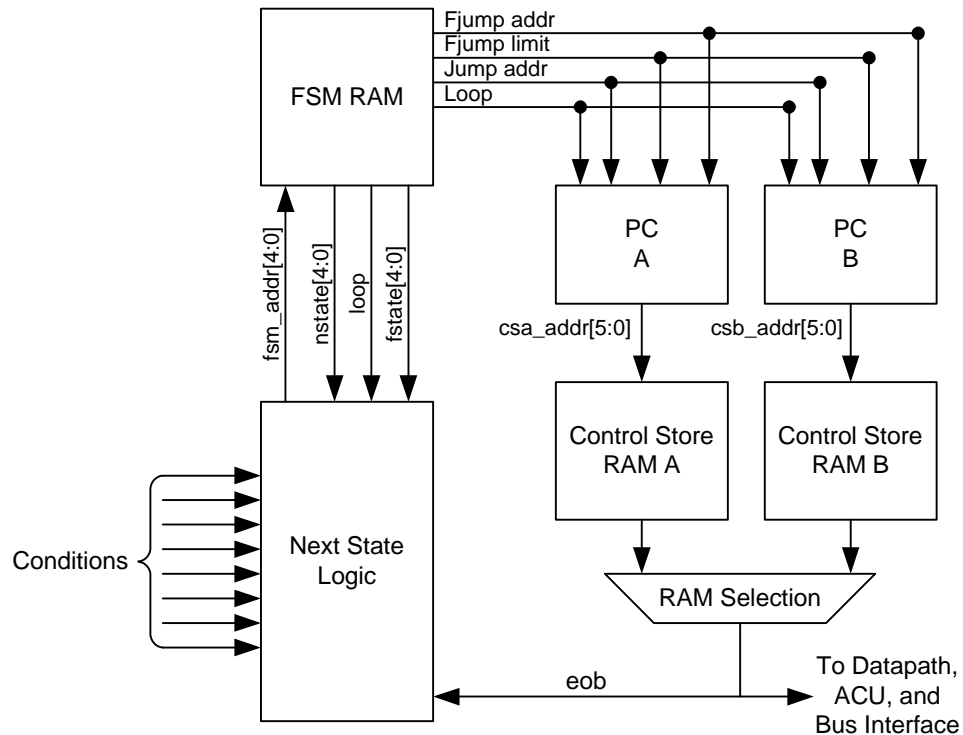 Fjump addr
Fjump limit
Jump addr
Loop
FSM RAM
PC
A
PC
B
fsm_addr[4:0]
nstate[4:0]
loop
fstate[4:0]
csa_addr[5:0]
csb_addr[5:0]
Control Store
RAM A
Control Store
RAM B
Conditions
Next State
Logic
RAM Selection
eob
To Datapath,
ACU, and
Bus Interface